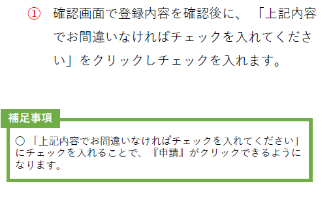 ① 確認画面で登録内容を確認後に、「上記内容
でお間違いなければチェックを入れてくださ
い」をクリックしチェックを入れます。
補足事項
〇「上記内容でお間違いなければチェックを入れてください」
にチェックを入れることで、『申請』がクリックできるように
なります。